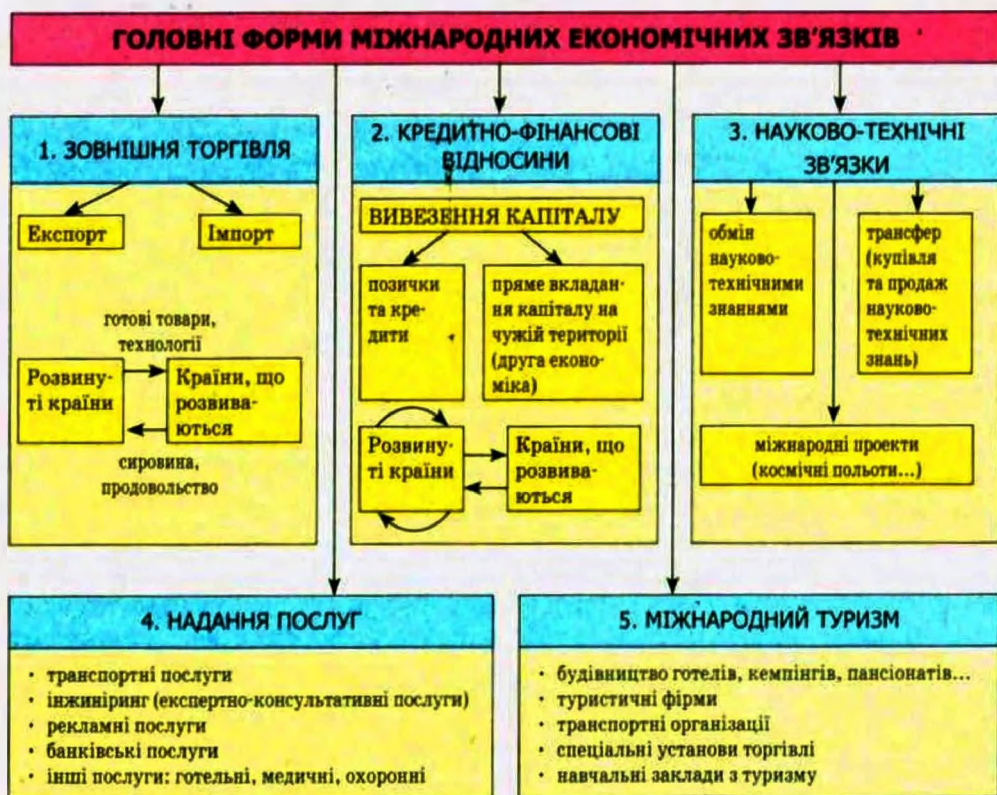 ГОЛОВНІ ФОРМИ МІЖНАРОДНИХ ЕКОНОМІЧНИХ ЗВ'ЯЗКІВ
1. ЗОВНІШНЯ ТОРГІВЛЯ
Експорт
Імпорт
готові товари,
технології
Розвину-
ті країни
Країни, що
розвива-
ються
сировина,
продовольство
2. КРЕДИТНО-ФІНАНСОВІ
ВІДНОСИНИ
ВИВЕЗЕННЯ КАПІТАЛУ
позички
та кре-
дити
пряме вкладан-
ня капіталу на
чужій території
(друга еконо-
міка)
Розвину-
ті країни
Країни, що
розвива-
ються
3. НАУКОВО-ТЕХНІЧНІ
ЗВ'ЯЗКИ
обмін
науково-
технічними
знаннями
трансфер
(купівля
та продаж
науково-
технічних
знань)
міжнародні проекти
(космічні польоти...)
4. НАДАННЯ ПОСЛУГ
· транспортні послуги
· інжиніринг (експертно-консультативні послуги)
· рекламні послуги
· банківські послуги
· інші послуги: готельні, медичні, охоронні
5. МІЖНАРОДНИЙ ТУРИЗМ
· будівництво готелів, кемпінгів, пансіонатів...
· туристичні фірми
· транспортні організації
· спеціальні установи торгівлі
· навчальні заклади з туризму